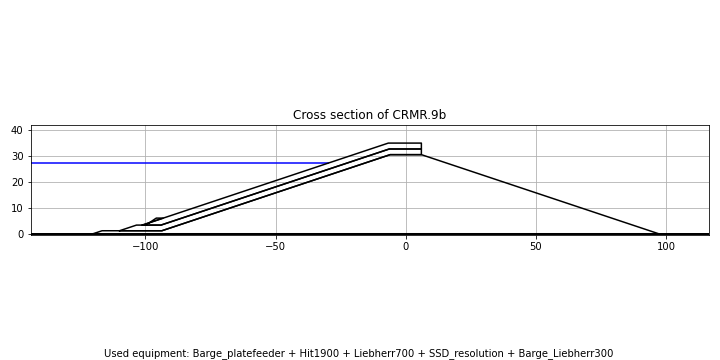 Cross section of CRMR.9b
40
30
20
10
0
−100 −50 0 50 100
Used equipment: Barge_platefeeder + Hit1900 + Liebherr700 + SSD_resolution + Barge_Liebherr300